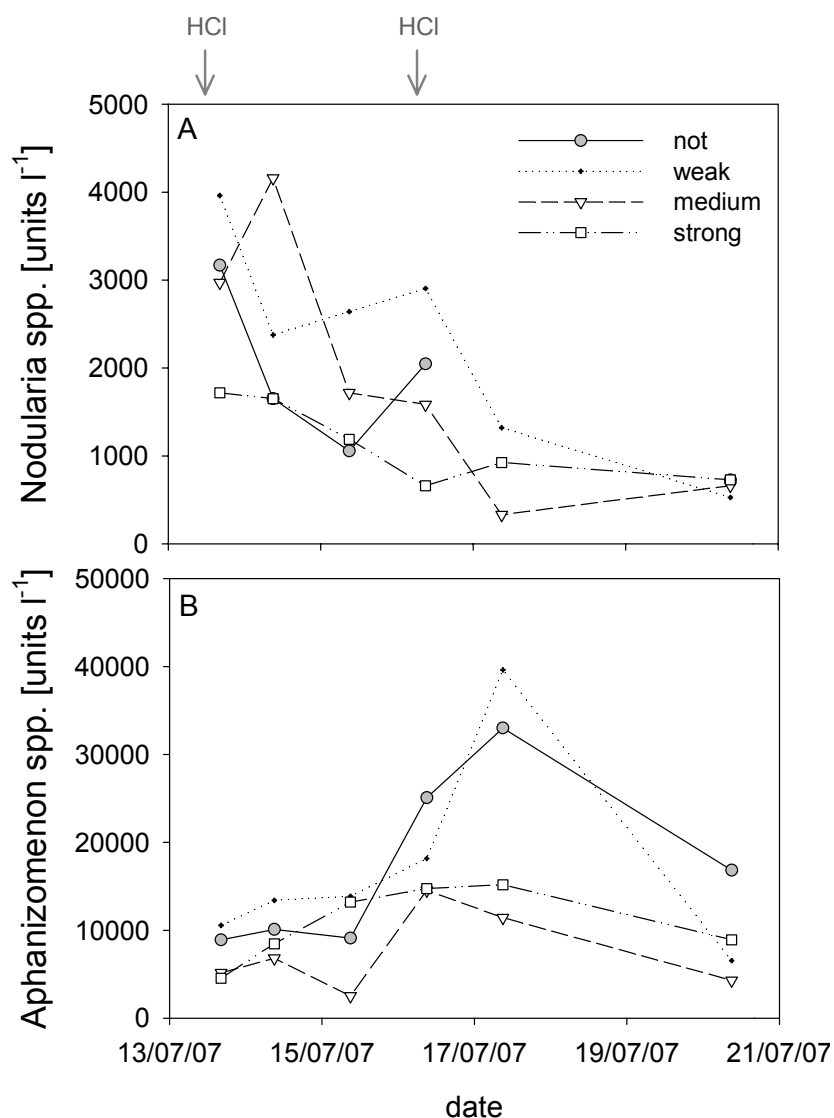 HCl HCl
5000
4000
3000
2000
1000
0
Nodularia spp. [units l⁻¹]
A
not
weak
medium
strong
50000
40000
30000
20000
10000
0
Aphanizomenon spp. [units l⁻¹]
B
13/07/07 15/07/07 17/07/07 19/07/07 21/07/07
date